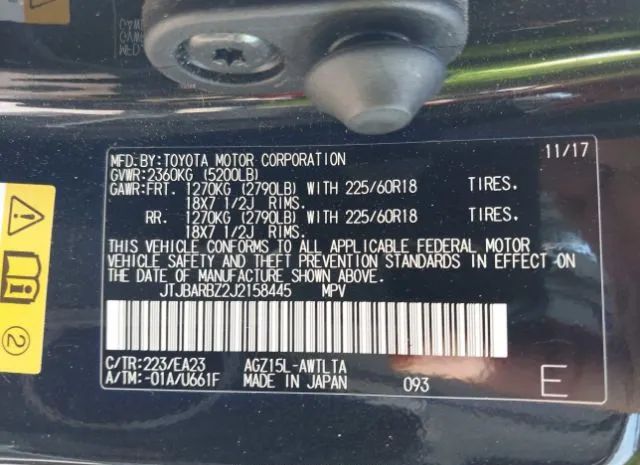 MFD.BY:TOYOTA MOTOR CORPORATION 11/17
GVWR:2360KG (5200LB)
GAWR:FRT. 1270KG (2790LB) WITH 225/60R18 TIRES.
18X7 1/2J RIMS.
RR. 1270KG (2790LB) WITH 225/60R18 TIRES.
18X7 1/2J RIMS.
THIS VEHICLE CONFORMS TO ALL APPLICABLE FEDERAL MOTOR
VEHICLE SAFETY AND THEFT PREVENTION STANDARDS IN EFFECT ON
THE DATE OF MANUFACTURE SHOWN ABOVE.
JTJBARBZ2J2158445 MPV
C/TR:223/EA23 AGZ15L-AWTLTA
A/TM:-01A/U661F MADE IN JAPAN 093 E